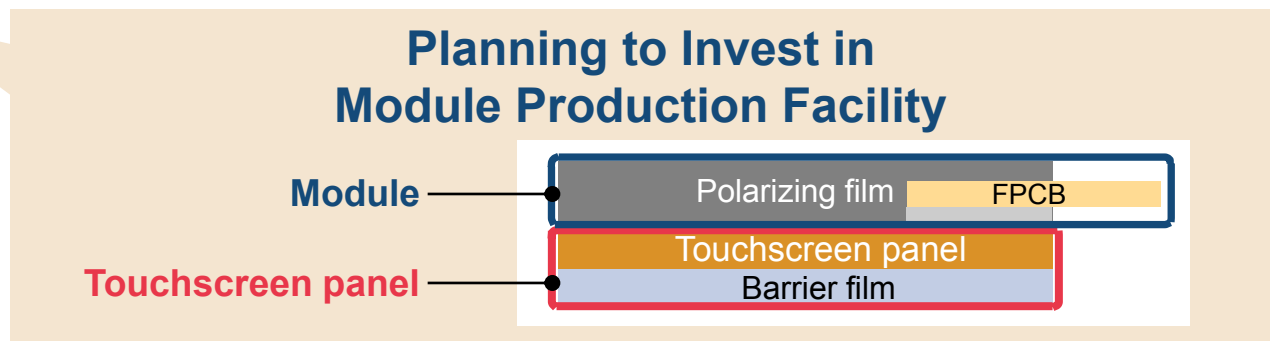 Planning to Invest in
Module Production Facility
Module
Polarizing film
FPCB
Touchscreen panel
Touchscreen panel
Barrier film